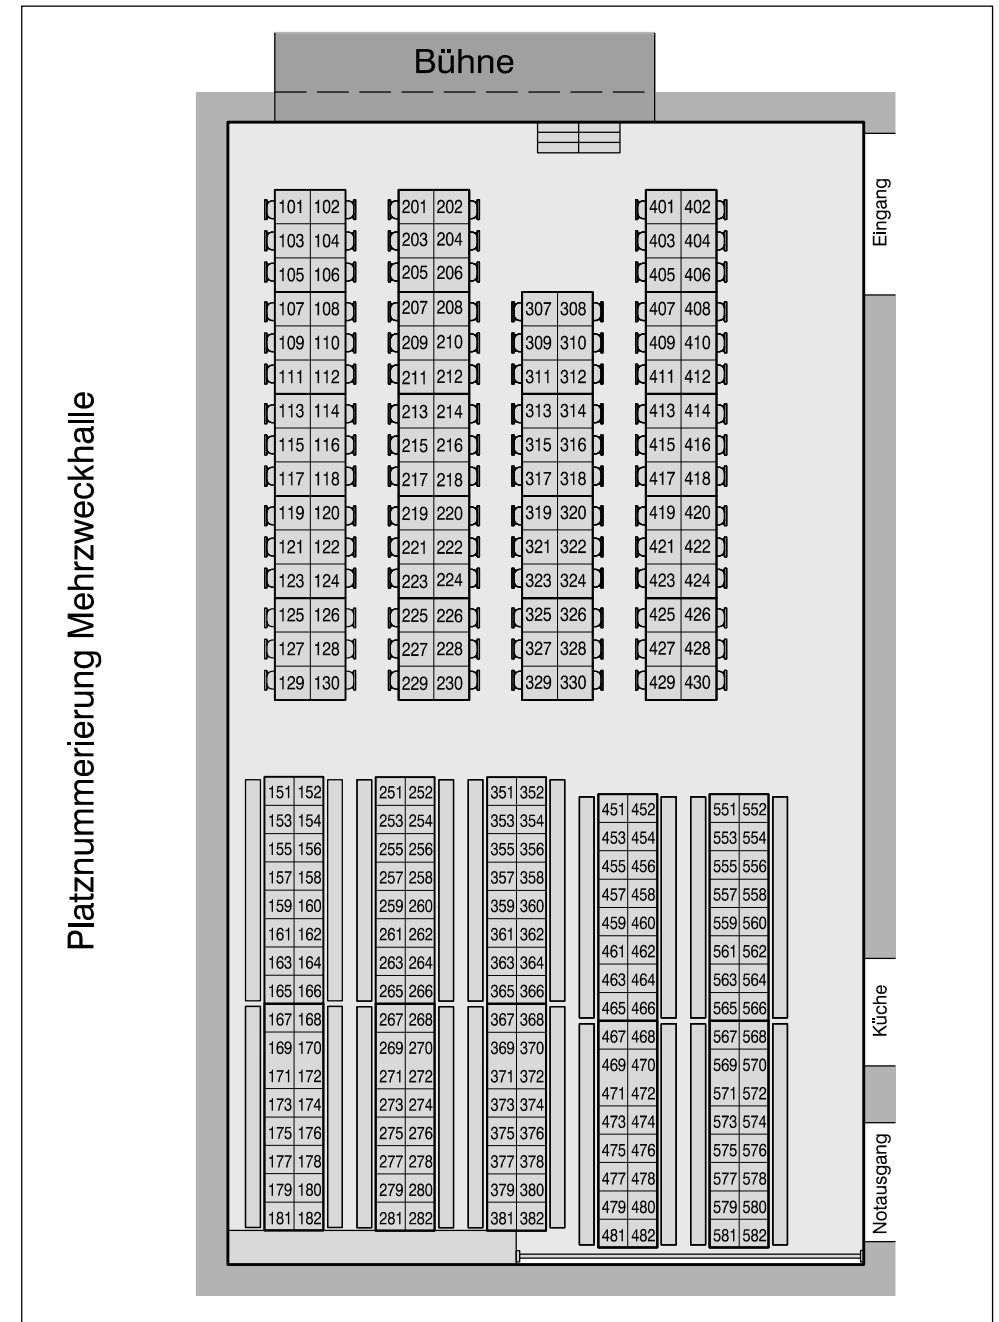 Platznummerierung Mehrzweckhalle
Bühne
Eingang
101 102 201 202 401 402
103 104 203 204 403 404
105 106 205 206 405 406
107 108 207 208 307 308 407 408
109 110 209 210 309 310 409 410
111 112 211 212 311 312 411 412
113 114 213 214 313 314 413 414
115 116 215 216 315 316 415 416
117 118 217 218 317 318 417 418
119 120 219 220 319 320 419 420
121 122 221 222 321 322 421 422
123 124 223 224 323 324 423 424
125 126 225 226 325 326 425 426
127 128 227 228 327 328 427 428
129 130 229 230 329 330 429 430
151 152 251 252 351 352 451 452 551 552
153 154 253 254 353 354 453 454 553 554
155 156 255 256 355 356 455 456 555 556
157 158 257 258 357 358 457 458 557 558
159 160 259 260 359 360 459 460 559 560
161 162 261 262 361 362 461 462 561 562
163 164 263 264 363 364 463 464 563 564
165 166 265 266 365 366 465 466 565 566
167 168 267 268 367 368 467 468 567 568
169 170 269 270 369 370 469 470 569 570
171 172 271 272 371 372 471 472 571 572
173 174 273 274 373 374 473 474 573 574
175 176 275 276 375 376 475 476 575 576
177 178 277 278 377 378 477 478 577 578
179 180 279 280 379 380 479 480 579 580
181 182 281 282 381 382 481 482 581 582
Küche
Notausgang